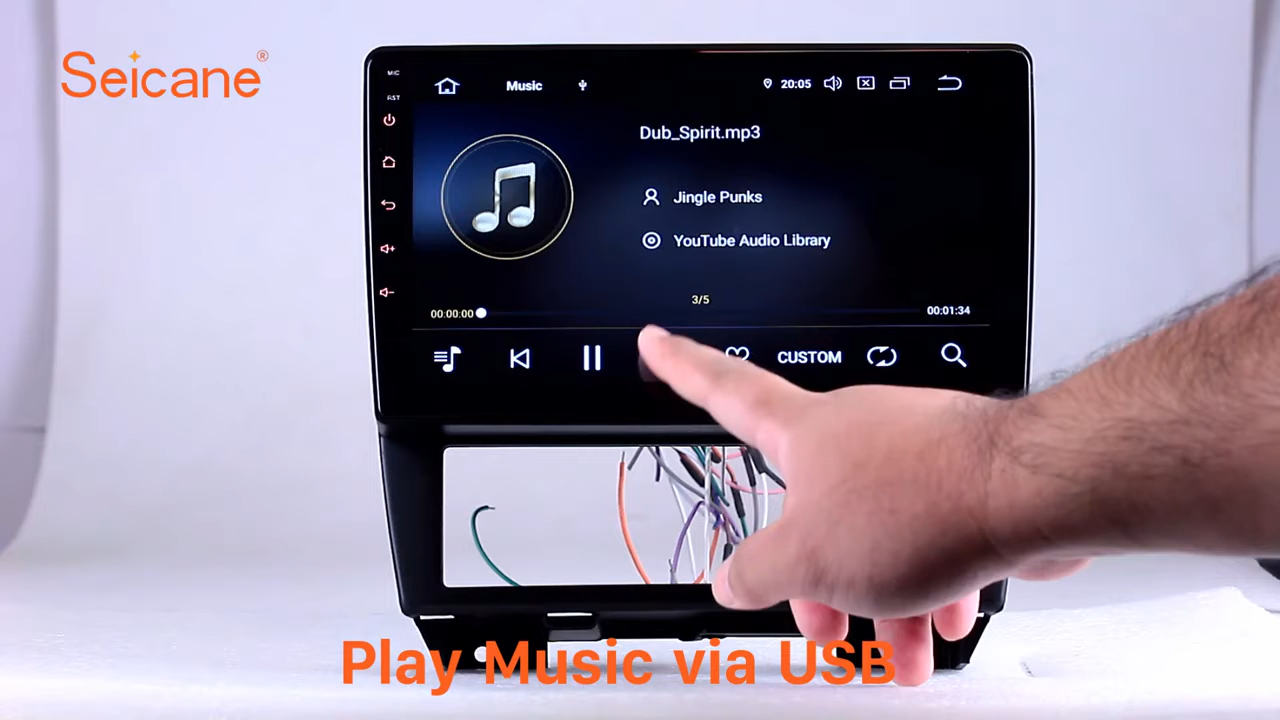 Seicane®
MIC
RST
Music
20:05
Dub_Spirit.mp3
Jingle Punks
YouTube Audio Library
3/5
00:00:00
00:01:34
CUSTOM
Play Music via USB